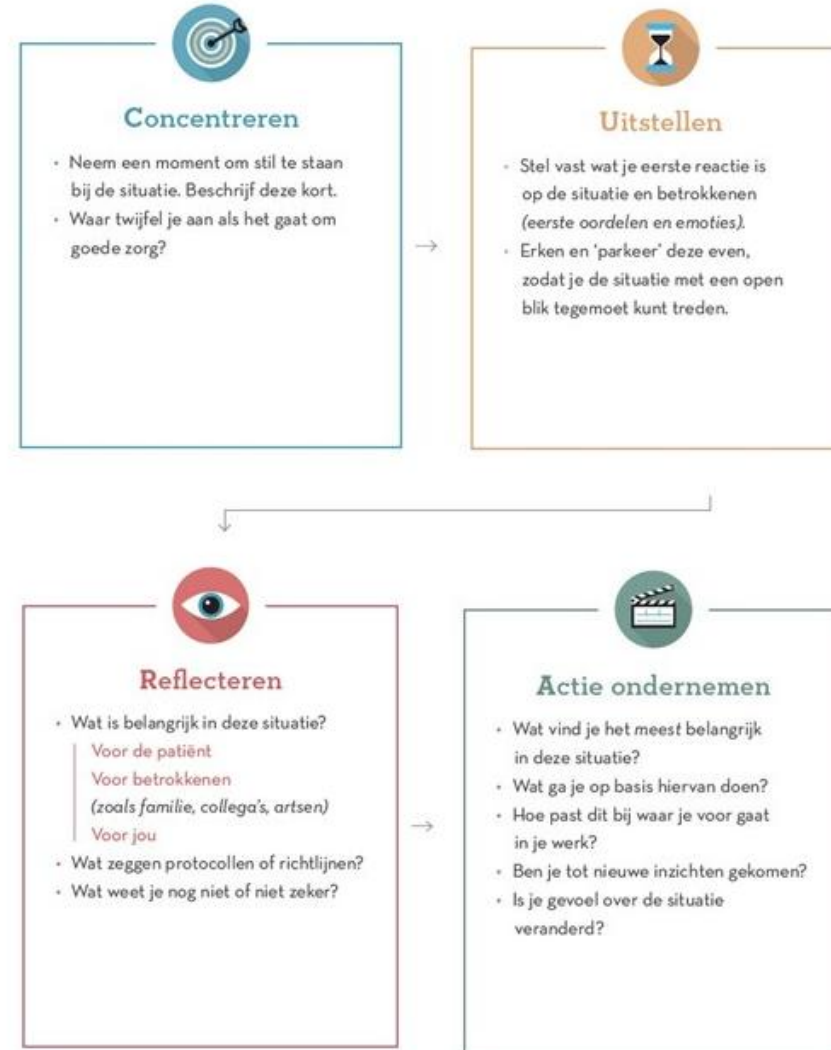 Concentreren
• Neem een moment om stil te staan
bij de situatie. Beschrijf deze kort.
• Waar twijfel je aan als het gaat om
goede zorg?
Uitstellen
• Stel vast wat je eerste reactie is
op de situatie en betrokkenen
(eerste oordelen en emoties).
• Erken en ‘parkeer’ deze even,
zodat je de situatie met een open
blik tegemoet kunt treden.
Reflecteren
• Wat is belangrijk in deze situatie?
Voor de patiënt
Voor betrokkenen
(zoals familie, collega’s, artsen)
Voor jou
• Wat zeggen protocollen of richtlijnen?
• Wat weet je nog niet of niet zeker?
Actie ondernemen
• Wat vind je het meest belangrijk
in deze situatie?
• Wat ga je op basis hiervan doen?
• Hoe past dit bij waar je voor gaat
in je werk?
• Ben je tot nieuwe inzichten gekomen?
• Is je gevoel over de situatie
veranderd?